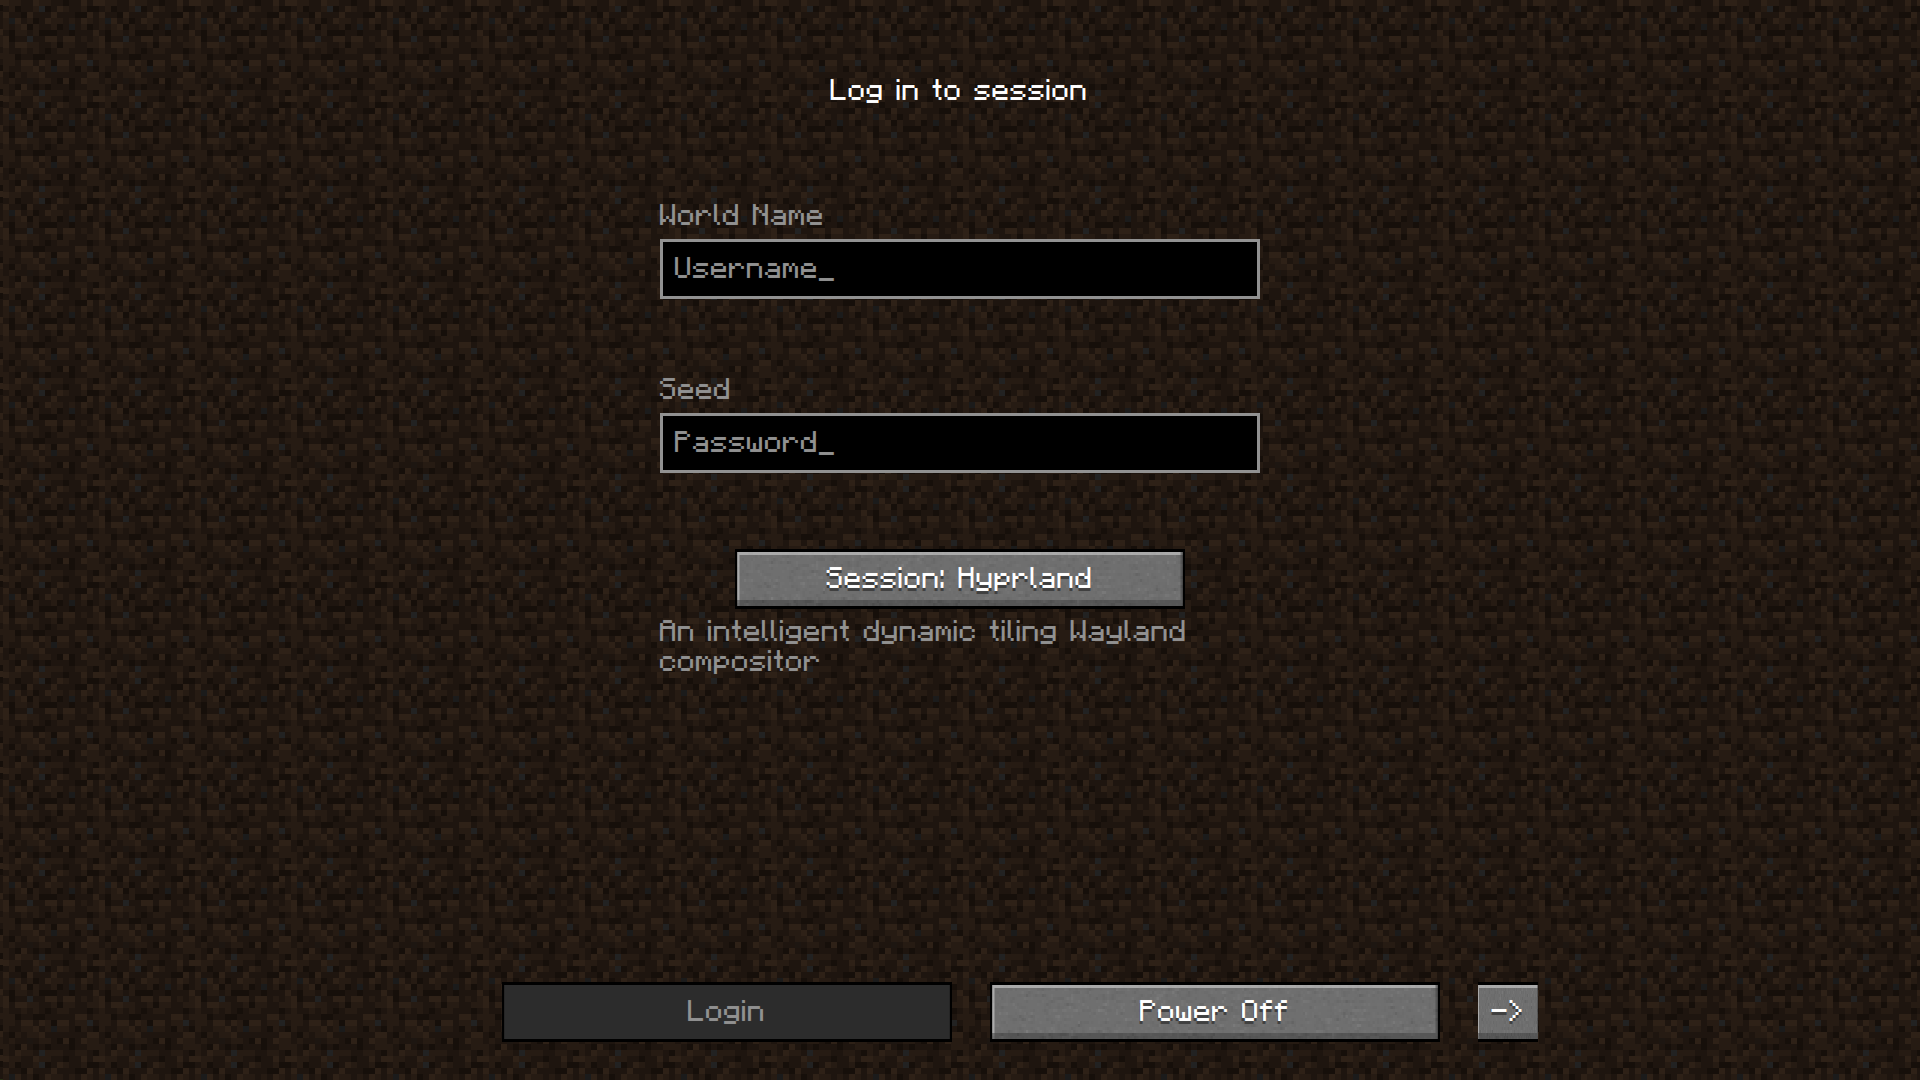 Log in to session
World Name
Username_
Seed
Password_
Session: Hyprland
An intelligent dynamic tiling Wayland
compositor
Login
Power Off
->